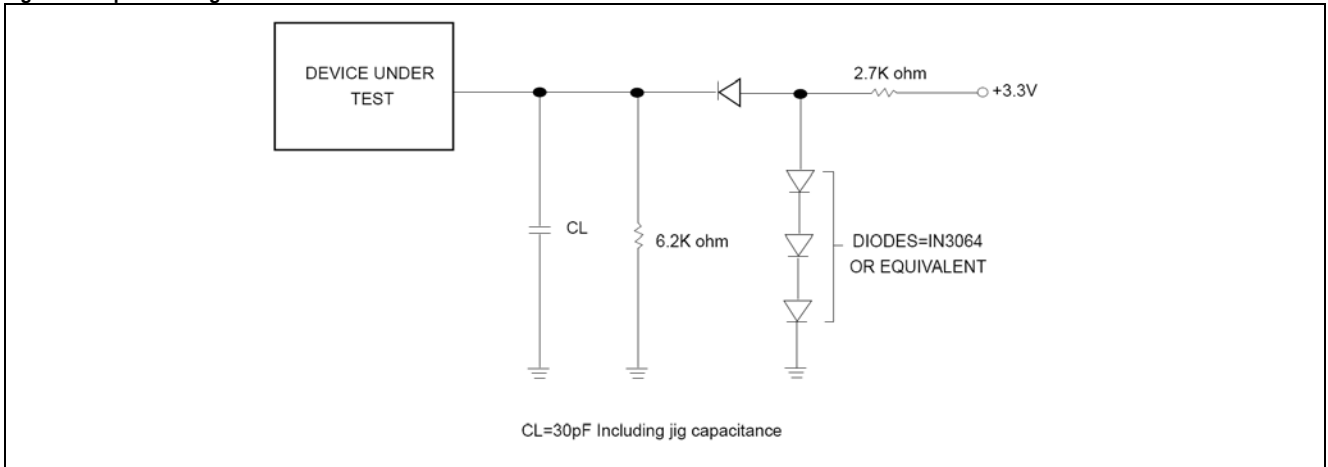 DEVICE UNDER
TEST
2.7K ohm
+3.3V
CL
6.2K ohm
DIODES=IN3064
OR EQUIVALENT
CL=30pF Including jig capacitance